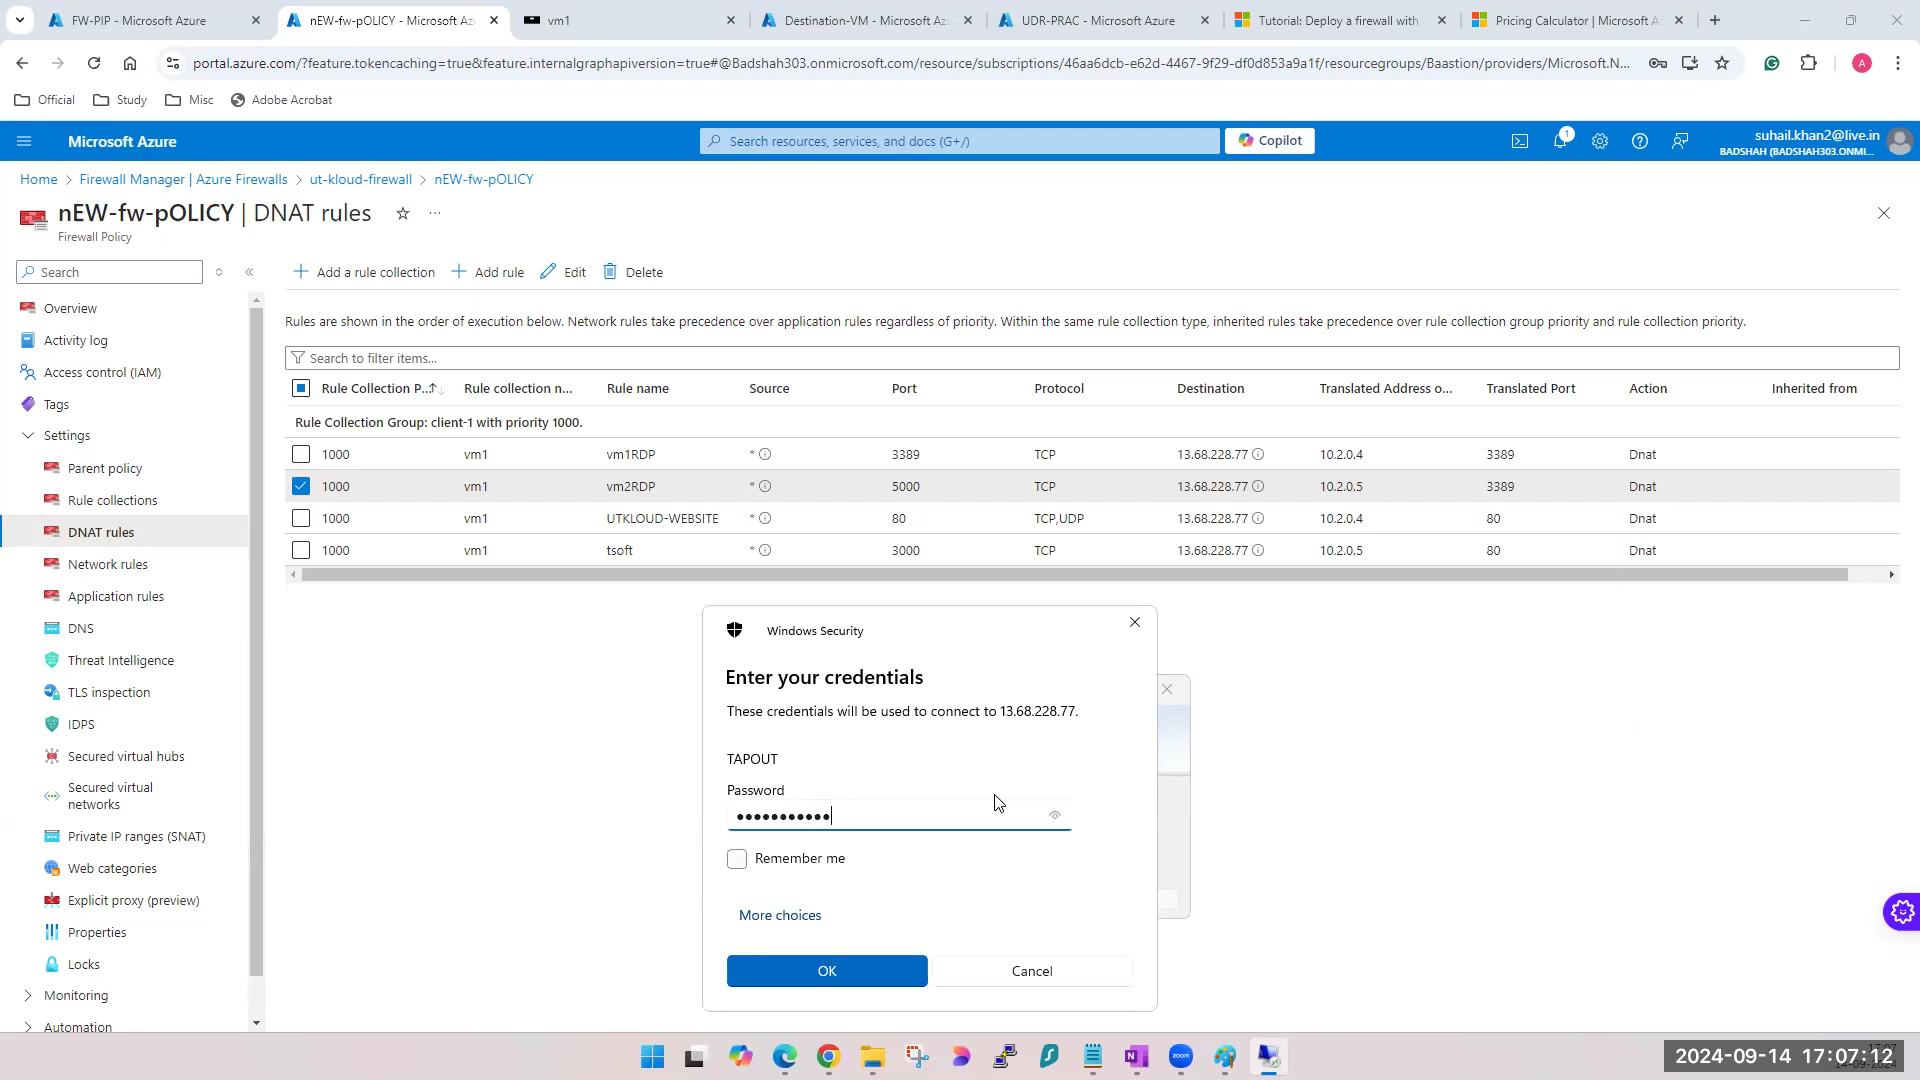 FW-PIP - Microsoft Azure
nEW-fw-pOLICY - Microsoft Az
vm1
Destination-VM - Microsoft Az
UDR-PRAC - Microsoft Azure
Tutorial: Deploy a firewall with
Pricing Calculator | Microsoft A
portal.azure.com/?feature.tokencaching=true&feature.internalgraphapiversion=true#@Badshah303.onmicrosoft.com/resource/subscriptions/46aa6dcb-e62d-4467-9f29-df0d853a9a1f/resourcegroups/Baastion/providers/Microsoft.N...
A
Official
Study
Misc
Adobe Acrobat
Microsoft Azure
Search resources, services, and docs (G+/)
Copilot
1
suhail.khan2@live.in
BADSHAH (BADSHAH303.ONMI...
Home > Firewall Manager | Azure Firewalls > ut-kloud-firewall > nEW-fw-pOLICY
nEW-fw-pOLICY | DNAT rules
Firewall Policy
Search
Add a rule collection
Add rule
Edit
Delete
Overview
Activity log
Access control (IAM)
Tags
Settings
Parent policy
Rule collections
DNAT rules
Network rules
Application rules
DNS
Threat Intelligence
TLS inspection
IDPS
Secured virtual hubs
Secured virtual
networks
Private IP ranges (SNAT)
Web categories
Explicit proxy (preview)
Properties
Locks
Monitoring
Automation
Rules are shown in the order of execution below. Network rules take precedence over application rules regardless of priority. Within the same rule collection type, inherited rules take precedence over rule collection group priority and rule collection priority.
Search to filter items...
Rule Collection P... Rule collection n... Rule name Source Port Protocol Destination Translated Address o... Translated Port Action Inherited from
Rule Collection Group: client-1 with priority 1000.
1000 vm1 vm1RDP * 3389 TCP 13.68.228.77 10.2.0.4 3389 Dnat
1000 vm1 vm2RDP * 5000 TCP 13.68.228.77 10.2.0.5 3389 Dnat
1000 vm1 UTKLOUD-WEBSITE * 80 TCP,UDP 13.68.228.77 10.2.0.4 80 Dnat
1000 vm1 tsoft * 3000 TCP 13.68.228.77 10.2.0.5 80 Dnat
Windows Security
Enter your credentials
These credentials will be used to connect to 13.68.228.77.
TAPOUT
Password
●●●●●●●●●●●
Remember me
More choices
OK
Cancel
zoom
2024-09-14 17:07:12